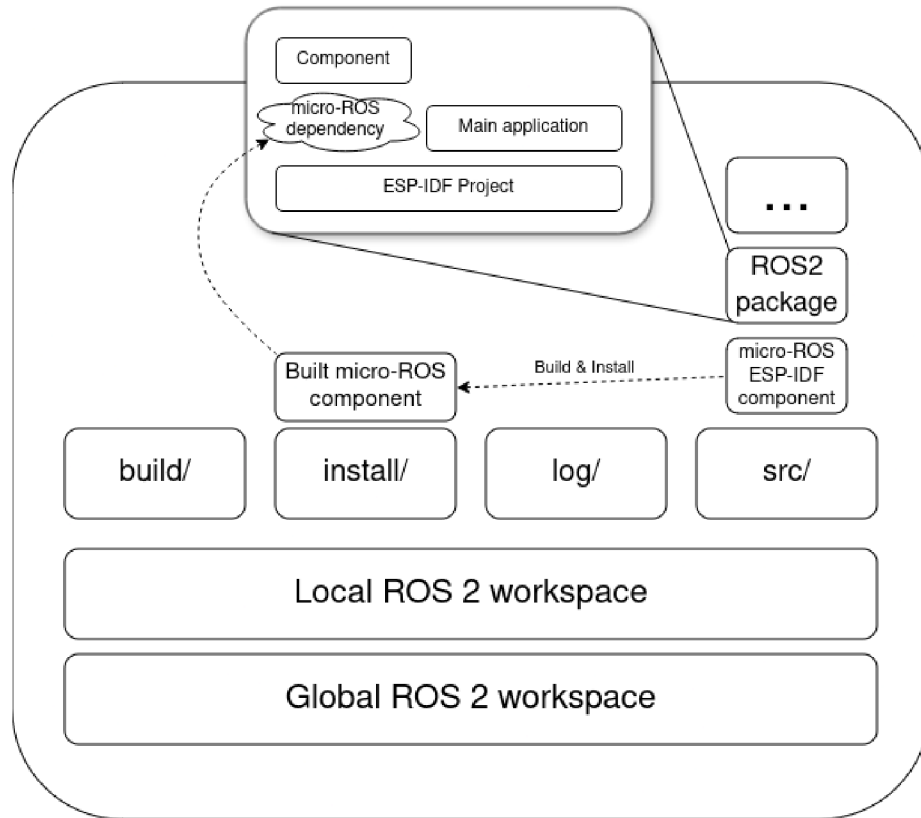 Component
micro-ROS
dependency
Main application
ESP-IDF Project
...
ROS2
package
micro-ROS
ESP-IDF
component
Build & Install
Built micro-ROS
component
build/
install/
log/
src/
Local ROS 2 workspace
Global ROS 2 workspace